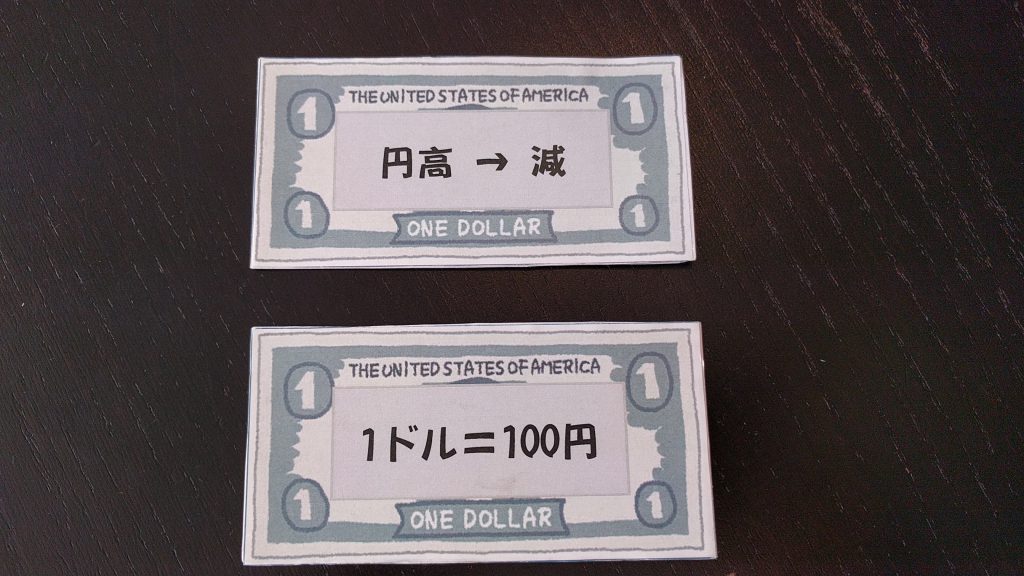 THE UNITED STATES OF AMERICA
1 1
円高 → 減
1 1
ONE DOLLAR
THE UNITED STATES OF AMERICA
1 1
1ドル=100円
1 1
ONE DOLLAR